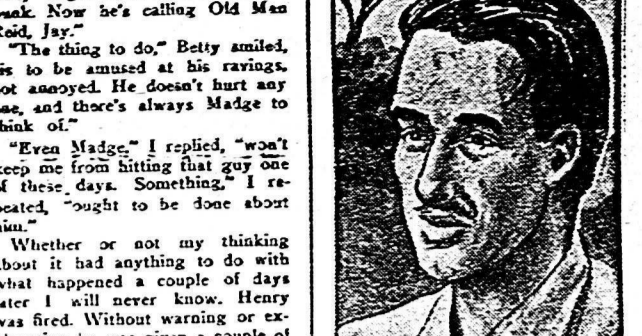 Now he's calling Old Man
Reid, Jay."
"The thing to do," Betty smiled,
is to be amused at his ravings,
not annoyed. He doesn't hurt any
one, and there's always Madge to
think of."
"Even Madge," I replied, "won't
keep me from hitting that guy one
of these days. Something," I re-
peated, "ought to be done about
him."
Whether or not my thinking
about it had anything to do with
what happened a couple of days
later I will never know. Henry
was fired. Without warning or ex-
given a couple of